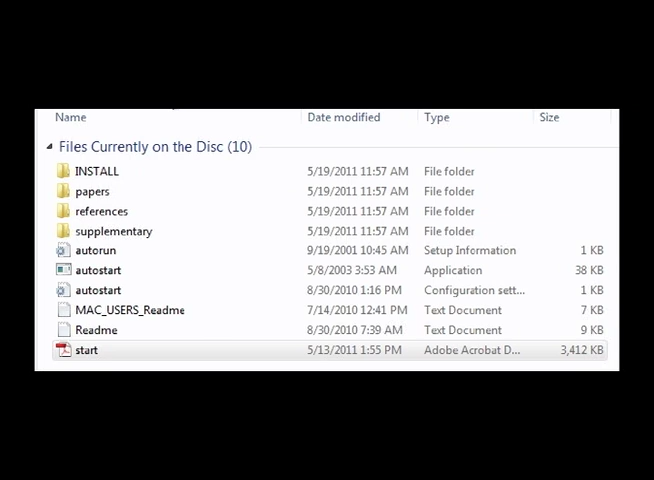 Name Date modified Type Size
Files Currently on the Disc (10)
INSTALL 5/19/2011 11:57 AM File folder
papers 5/19/2011 11:57 AM File folder
references 5/19/2011 11:57 AM File folder
supplementary 5/19/2011 11:57 AM File folder
autorun 9/19/2001 10:45 AM Setup Information 1 KB
autostart 5/8/2003 3:53 AM Application 38 KB
autostart 8/30/2010 1:16 PM Configuration sett... 1 KB
MAC_USERS_Readme 7/14/2010 12:41 PM Text Document 7 KB
Readme 8/30/2010 7:39 AM Text Document 9 KB
start 5/13/2011 1:55 PM Adobe Acrobat D... 3,412 KB